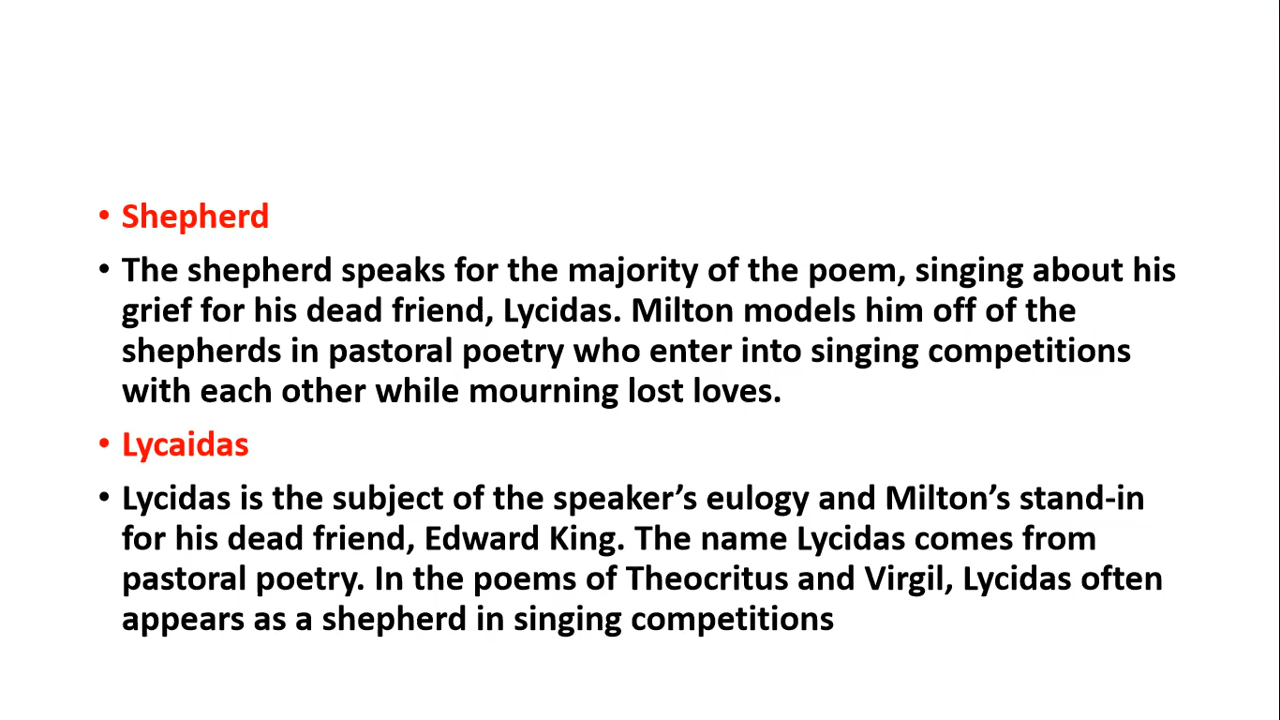 • Shepherd
• The shepherd speaks for the majority of the poem, singing about his
grief for his dead friend, Lycidas. Milton models him off of the
shepherds in pastoral poetry who enter into singing competitions
with each other while mourning lost loves.
• Lycaidas
• Lycidas is the subject of the speaker’s eulogy and Milton’s stand-in
for his dead friend, Edward King. The name Lycidas comes from
pastoral poetry. In the poems of Theocritus and Virgil, Lycidas often
appears as a shepherd in singing competitions